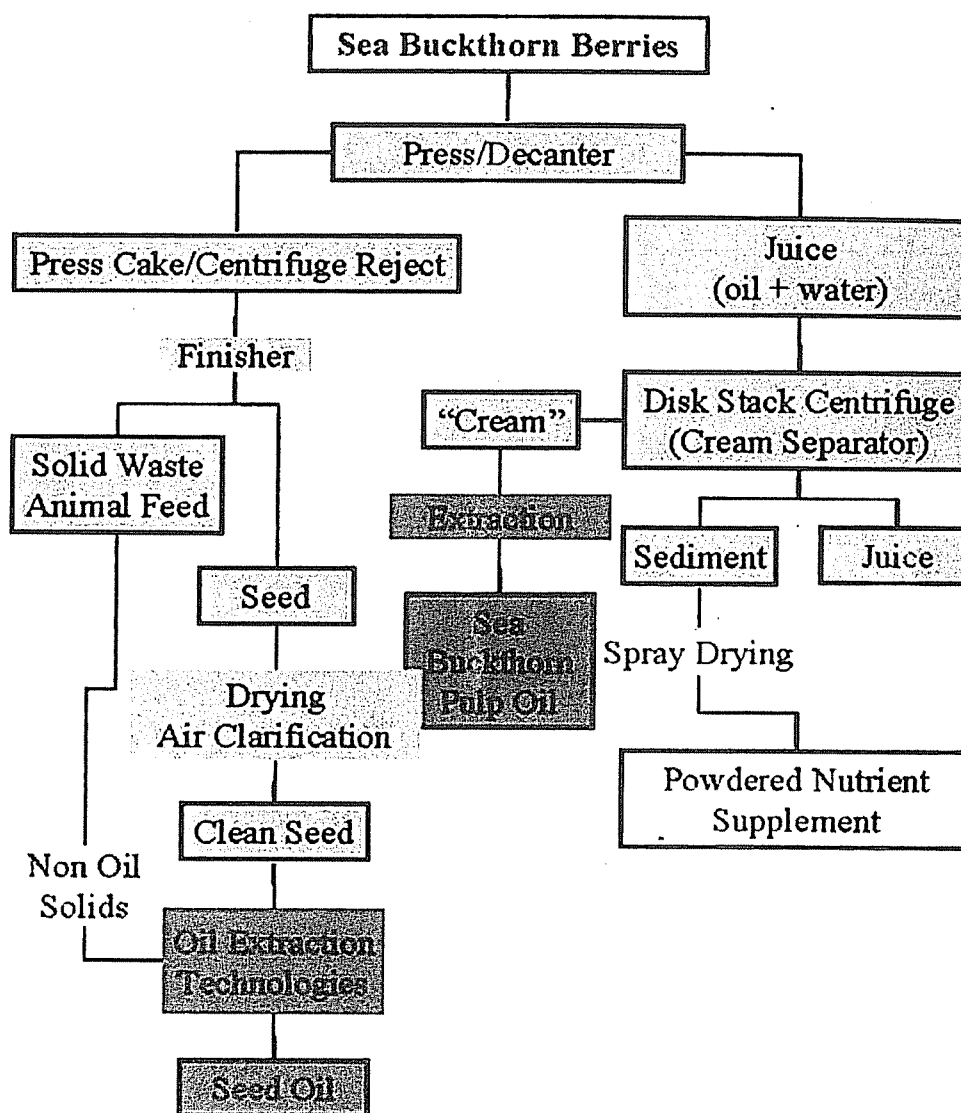 Sea Buckthorn Berries
Press/Decanter
Press Cake/Centrifuge Reject
Juice
(oil + water)
Finisher
Disk Stack Centrifuge
(Cream Separator)
“Cream”
Solid Waste
Animal Feed
Extraction
Sediment
Juice
Seed
Sea
Buckthorn
Pulp Oil
Spray Drying
Drying
Air Clarification
Powdered Nutrient
Supplement
Clean Seed
Non Oil
Solids
Oil Extraction
Technologies
Seed Oil